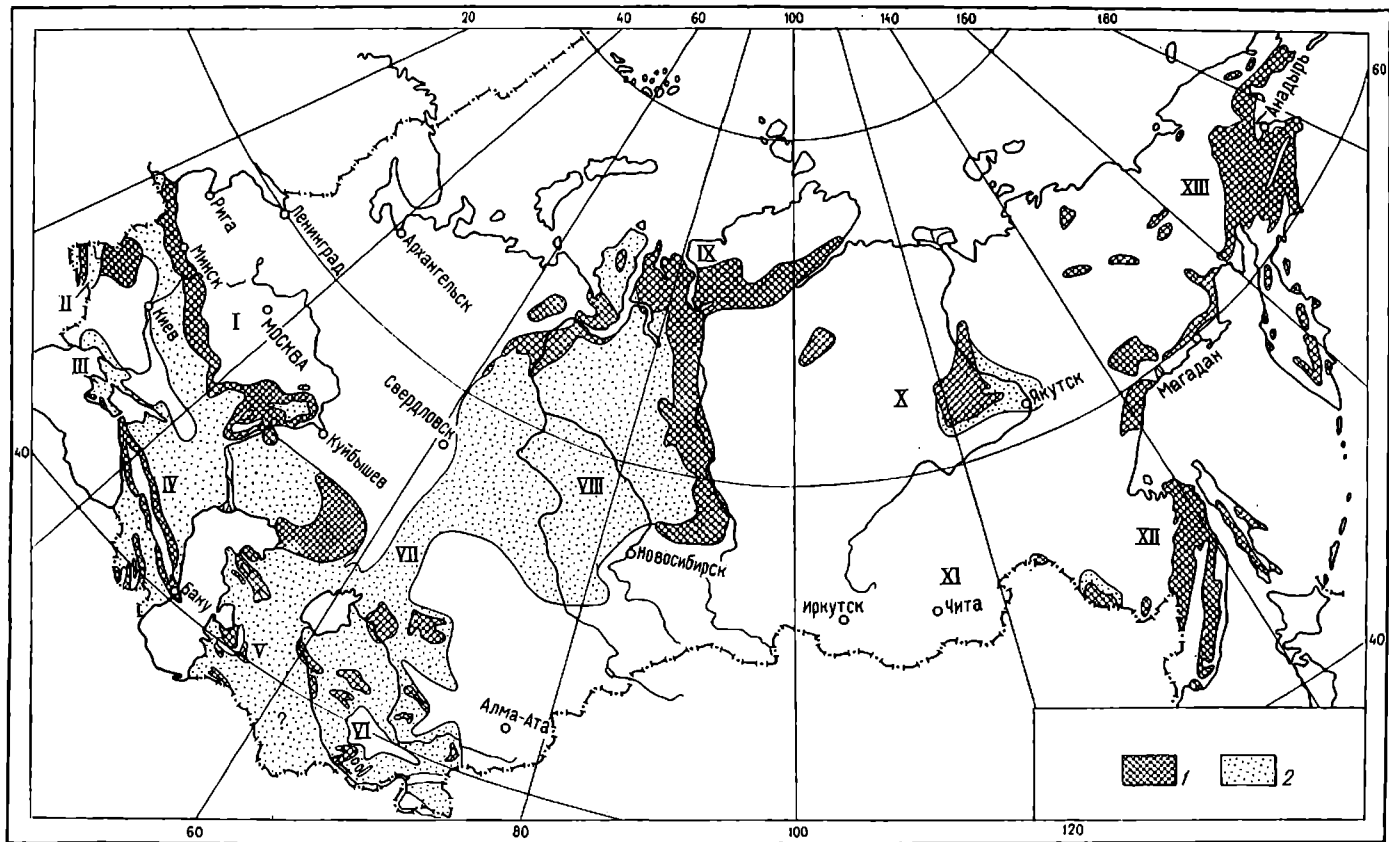 20 40 60 80 100 140 160 180
60
Анадырь
XIII
Рига
Ленинград
Архангельск
IX
Минск
II
Киев
I
Москва
Магадан
III
Свердловск
X
Якутск
40
Куйбышев
IV
VIII
XII
VII
Новосибирск
XI
Баку
Иркутск
Чита
40
V
?
Алма-Ата
VI
1 2
60 80 100 120